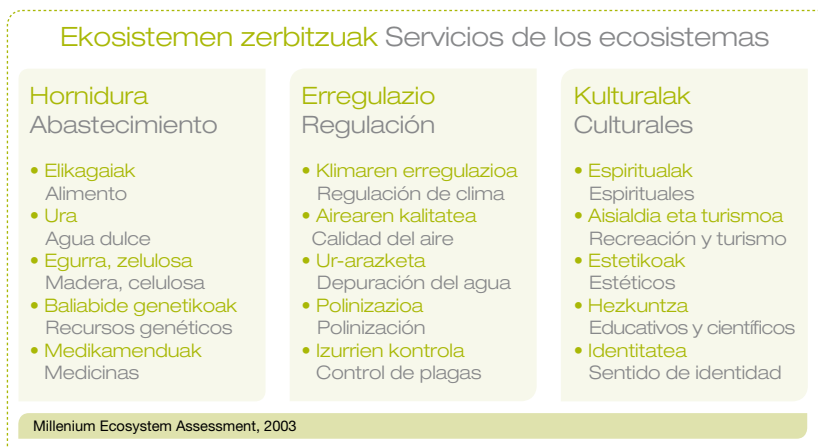 Ekosistemen zerbitzuak Servicios de los ecosistemas
Hornidura
Abastecimiento
• Elikagaiak
Alimento
• Ura
Agua dulce
• Egurra, zelulosa
Madera, celulosa
• Baliabide genetikoak
Recursos genéticos
• Medikamenduak
Medicinas
Erregulazio
Regulación
• Klimaren erregulazioa
Regulación de clima
• Airearen kalitatea
Calidad del aire
• Ur-arazketa
Depuración del agua
• Polinizazioa
Polinización
• Izurrien kontrola
Control de plagas
Kulturalak
Culturales
• Espiritualak
Espirituales
• Aisialdia eta turismoa
Recreación y turismo
• Estetikoak
Estéticos
• Hezkuntza
Educativos y científicos
• Identitatea
Sentido de identidad
Millenium Ecosystem Assessment, 2003